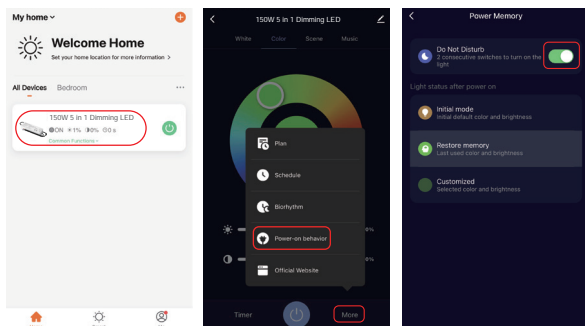 My home
Welcome Home
Set your home location for more information >
All Devices Bedroom
150W 5 in 1 Dimming LED
ON 1% 0% 0 s
Common Functions
150W 5 in 1 Dimming LED
White Color Scene Music
Plan
Schedule
Biorhythm
Power-on behavior
Official Website
Timer
More
Power Memory
Do Not Disturb
2 consecutive switches to turn on the
light
Light status after power on
Initial mode
Initial default color and brightness
Restore memory
Last used color and brightness
Customized
Selected color and brightness